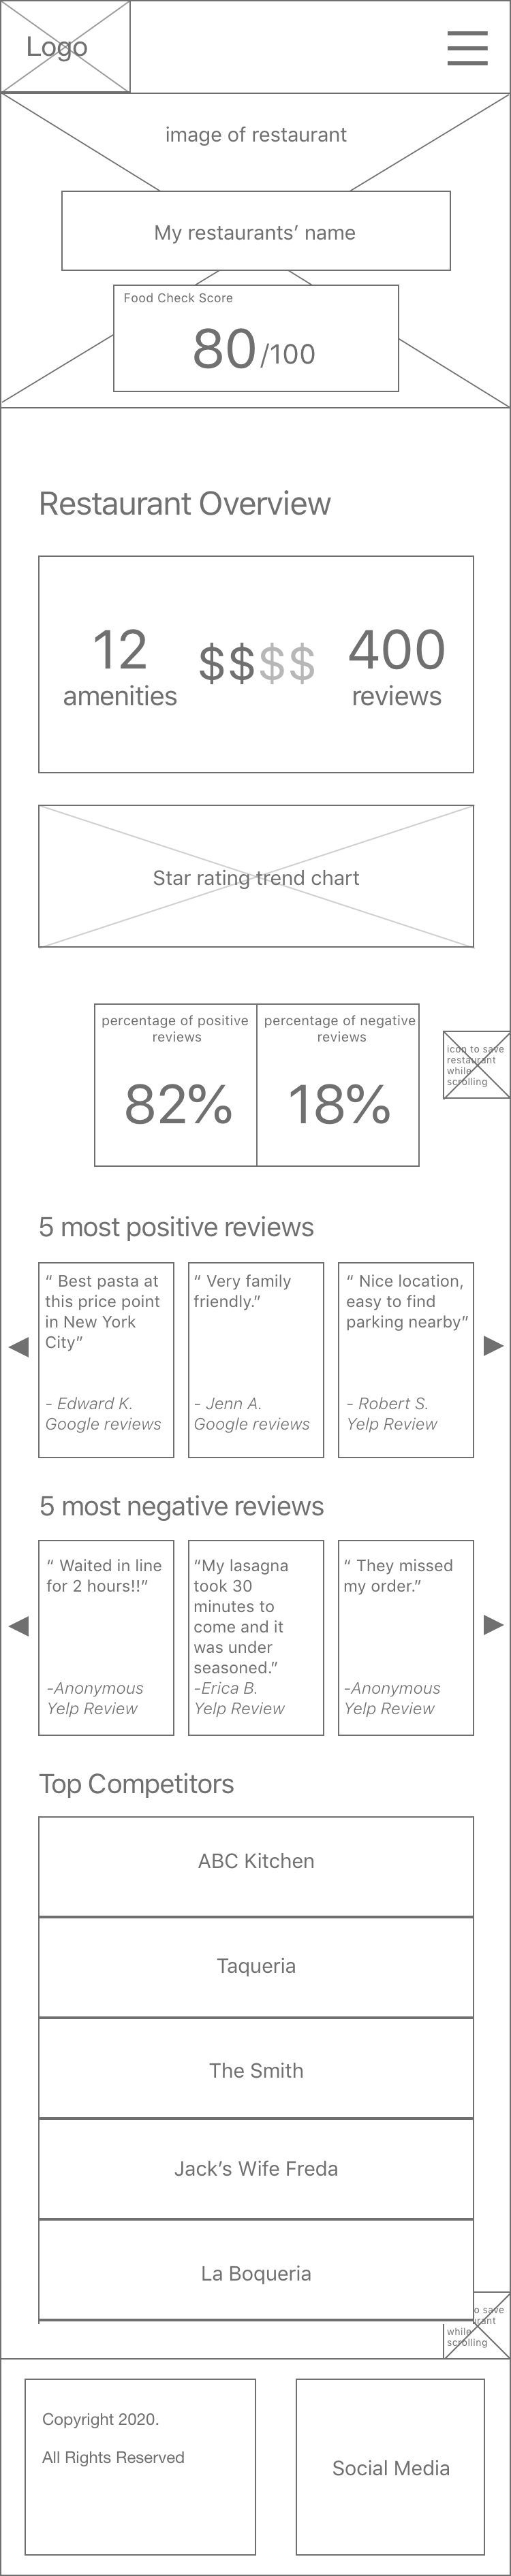 Logo
image of restaurant
My restaurants’ name
Food Check Score
80/100
Restaurant Overview
12
amenities
$$$$
400
reviews
Star rating trend chart
percentage of positive
reviews
82%
percentage of negative
reviews
18%
icon to save
restaurant
while
scrolling
5 most positive reviews
“ Best pasta at
this price point
in New York
City”
- Edward K.
Google reviews
“ Very family
friendly.”
- Jenn A.
Google reviews
“ Nice location,
easy to find
parking nearby”
- Robert S.
Yelp Review
5 most negative reviews
“ Waited in line
for 2 hours!!”
-Anonymous
Yelp Review
“My lasagna
took 30
minutes to
come and it
was under
seasoned.”
-Erica B.
Yelp Review
“ They missed
my order.”
-Anonymous
Yelp Review
Top Competitors
ABC Kitchen
Taqueria
The Smith
Jack’s Wife Freda
La Boqueria
o save
urant
while
scrolling
Copyright 2020.
All Rights Reserved
Social Media